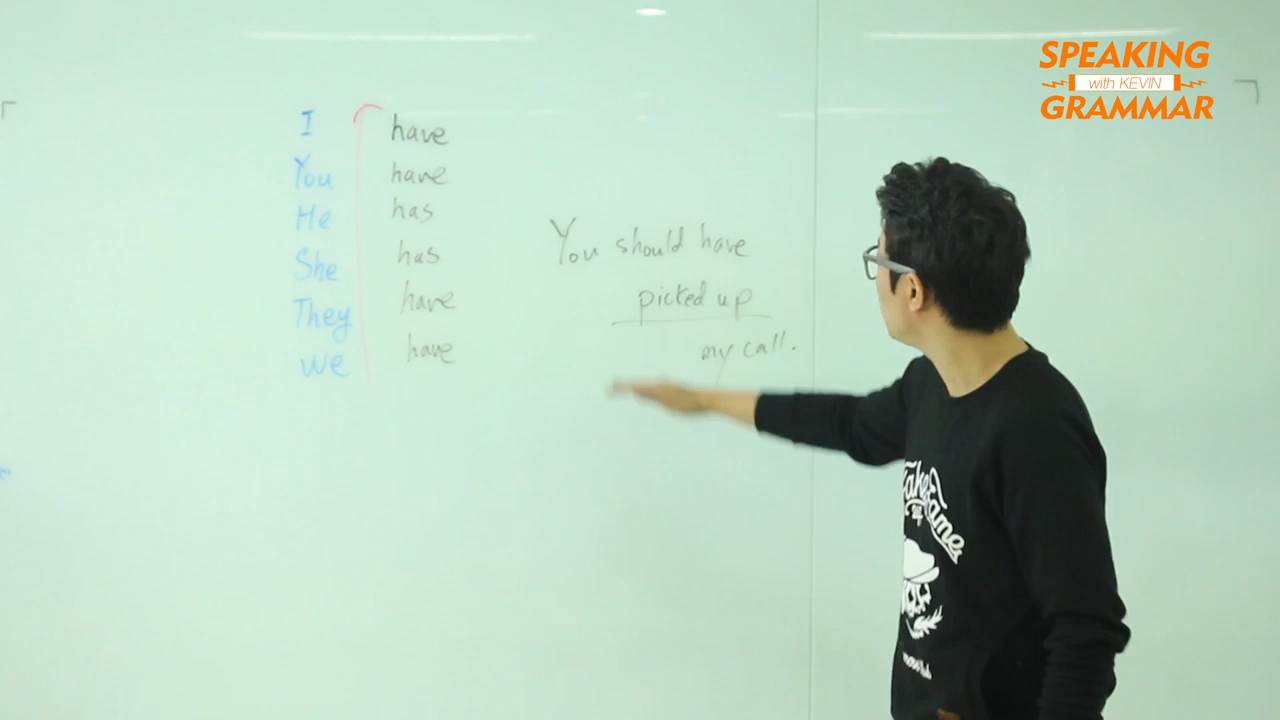 SPEAKING
with KEVIN
GRAMMAR
I have
You have
He has
She has
They have
we have
You should have
picked up
my call.
Fame